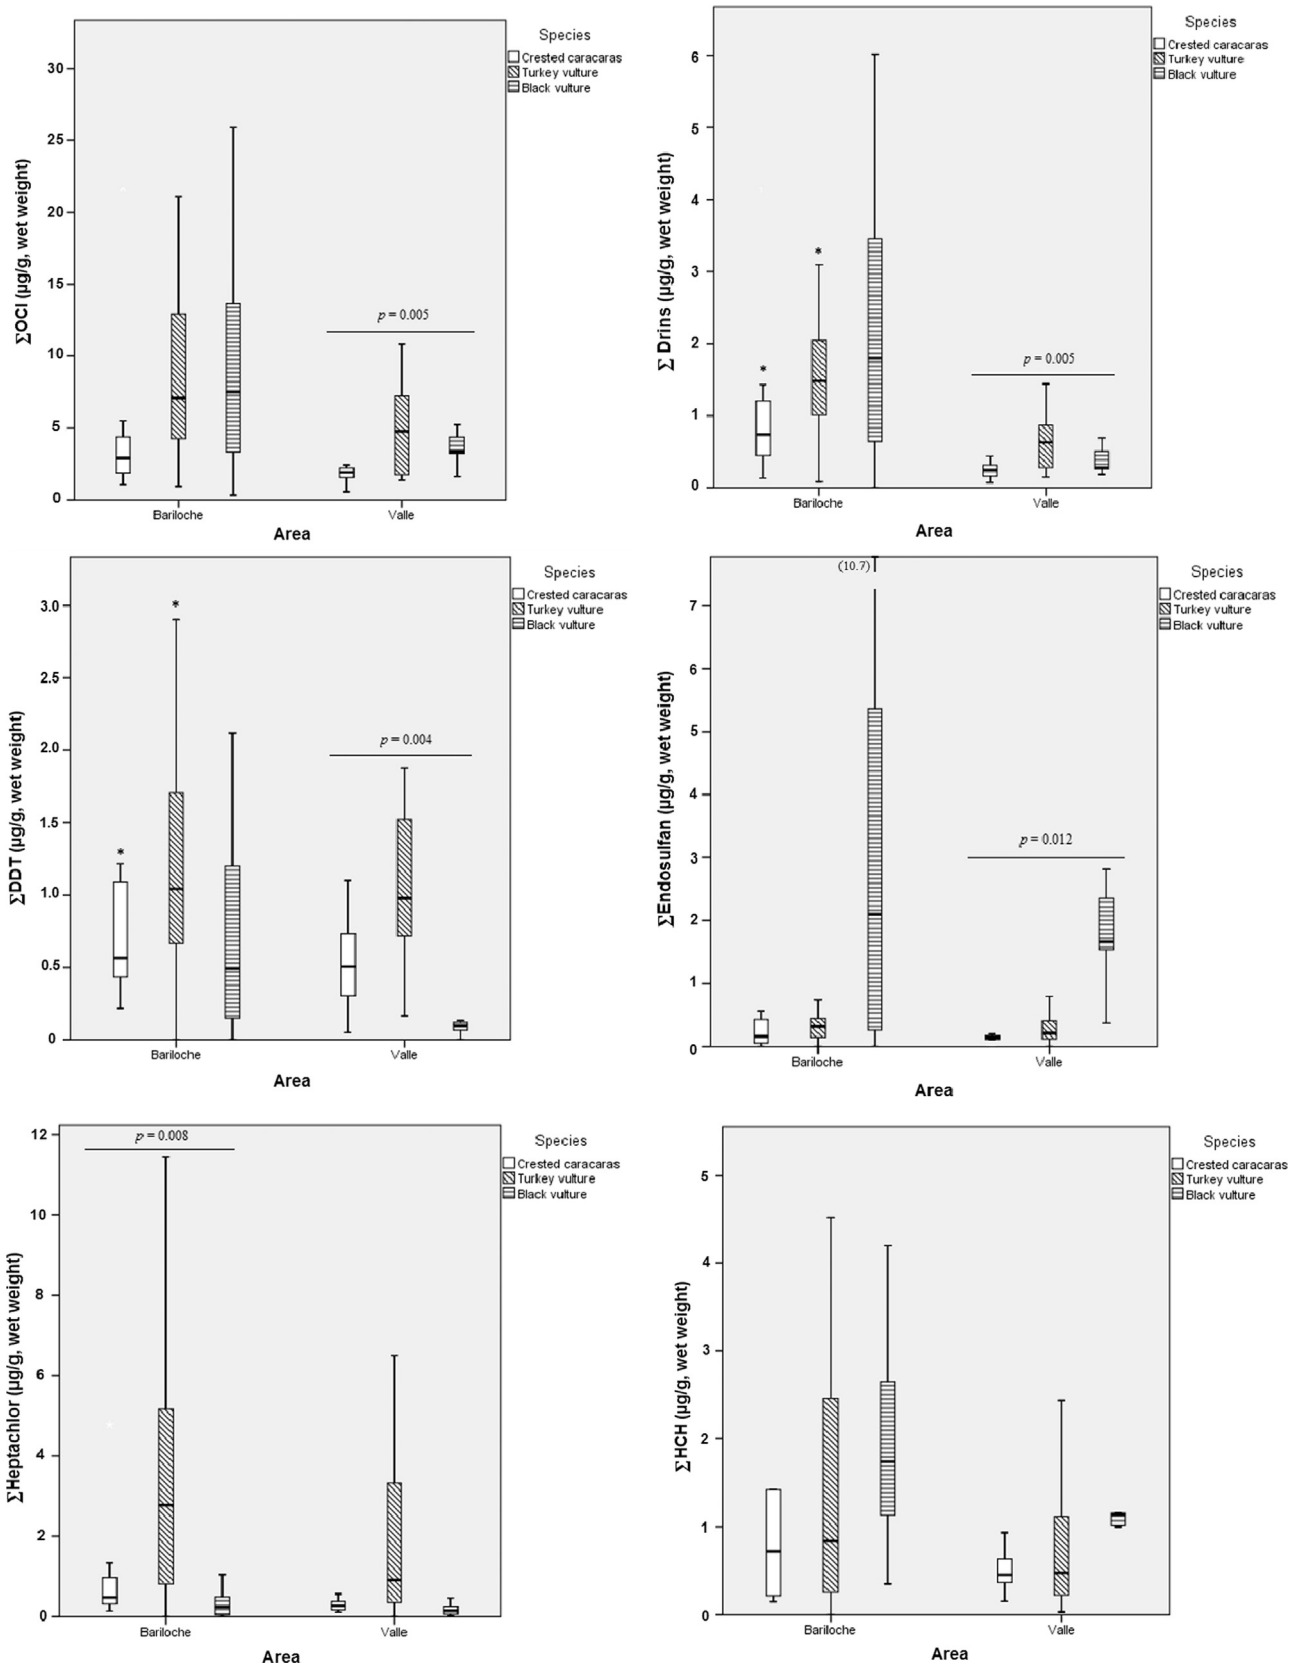 Species
Crested caracaras
Turkey vulture
Black vulture
30
25
20
15
10
5
0
ΣOCl (µg/g, wet weight)
p = 0.005
Bariloche
Valle
Area
Species
Crested caracaras
Turkey vulture
Black vulture
6
5
4
3
2
1
0
Σ Drins (µg/g, wet weight)
*
*
p = 0.005
Bariloche
Valle
Area
Species
Crested caracaras
Turkey vulture
Black vulture
3.0
2.5
2.0
1.5
1.0
0.5
0
ΣDDT (µg/g, wet weight)
*
*
p = 0.004
Bariloche
Valle
Area
Species
Crested caracaras
Turkey vulture
Black vulture
(10.7)
7
6
5
4
3
2
1
0
ΣEndosulfan (µg/g, wet weight)
p = 0.012
Bariloche
Valle
Area
Species
Crested caracaras
Turkey vulture
Black vulture
12
10
8
6
4
2
0
ΣHeptachlor (µg/g, wet weight)
p = 0.008
Bariloche
Valle
Area
Species
Crested caracaras
Turkey vulture
Black vulture
5
4
3
2
1
0
ΣHCH (µg/g, wet weight)
Bariloche
Valle
Area